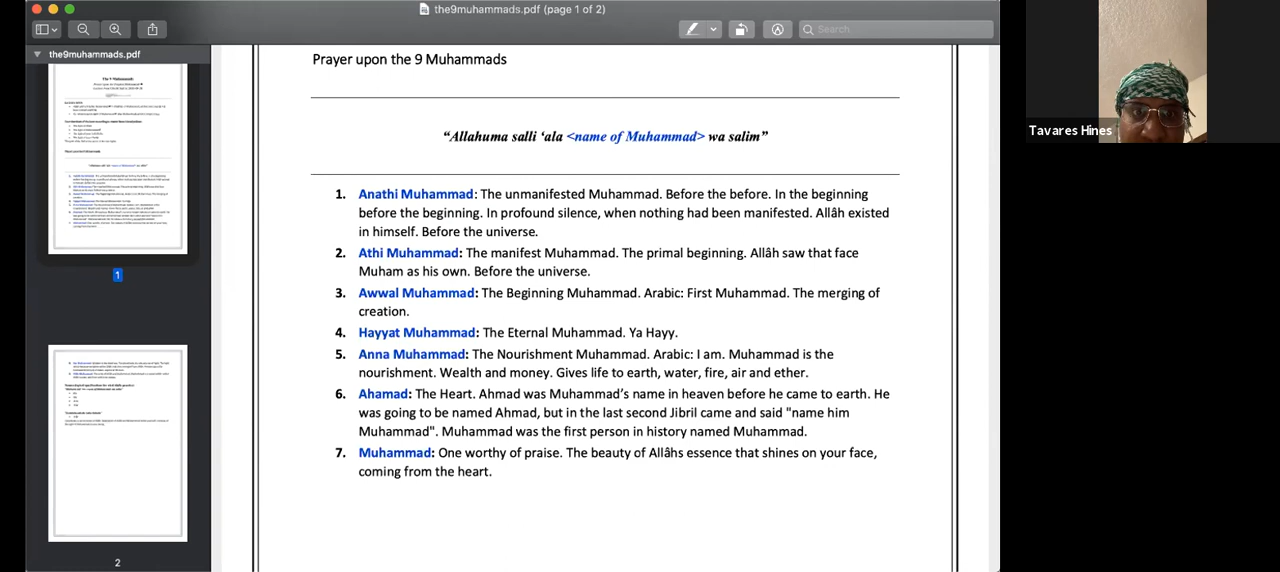 the9muhammads.pdf (page 1 of 2)
Search
the9muhammads.pdf
1
2
Prayer upon the 9 Muhammads
“Allahuma sali ‘ala <name of Muhammad> wa salim”
1. Anathi Muhammad: The unmanifested Muhammad. Before the before. In the beginning
before the beginning. In profound silence, when nothing had been manifested. Allâh existed
in himself. Before the universe.
2. Athi Muhammad: The manifest Muhammad. The primal beginning. Allâh saw that face
Muham as his own. Before the universe.
3. Awwal Muhammad: The Beginning Muhammad. Arabic: First Muhammad. The merging of
creation.
4. Hayyat Muhammad: The Eternal Muhammad. Ya Hayy.
5. Anna Muhammad: The Nourishment Muhammad. Arabic: I am. Muhammad is the
nourishment. Wealth and money. Gives life to earth, water, fire, air and ether.
6. Ahamad: The Heart. Ahmad was Muhammad’s name in heaven before he came to earth. He
was going to be named Ahmad, but in the last second Jibril came and said "name him
Muhammad". Muhammad was the first person in history named Muhammad.
7. Muhammad: One worthy of praise. The beauty of Allâhs essence that shines on your face,
coming from the heart.
Tavares Hines